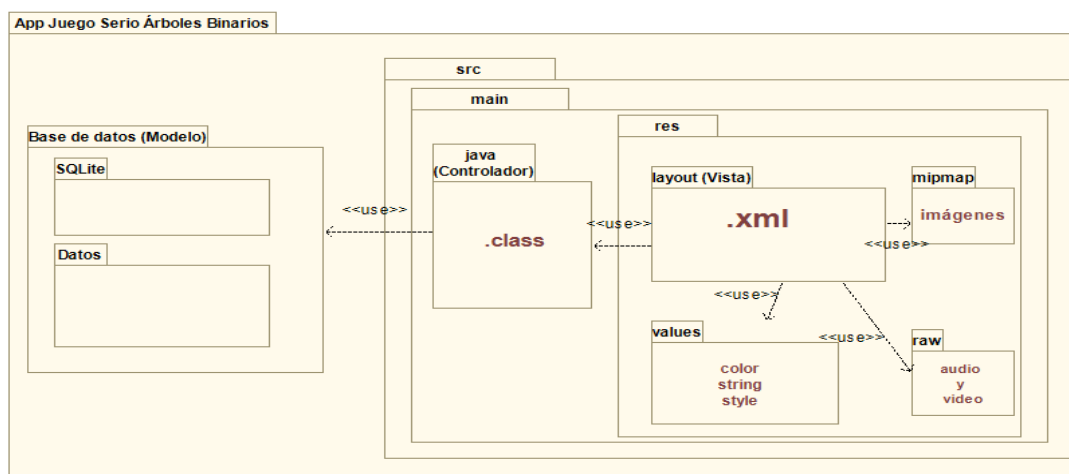 App Juego Serio Árboles Binarios
src
main
res
Base de datos (Modelo)
SQLite
Datos
<<use>>
java
(Controlador)
.class
<<use>>
layout (Vista)
.xml
mipmap
imágenes
<<use>>
<<use>>
<<use>>
values
color
string
style
raw
audio
y
video